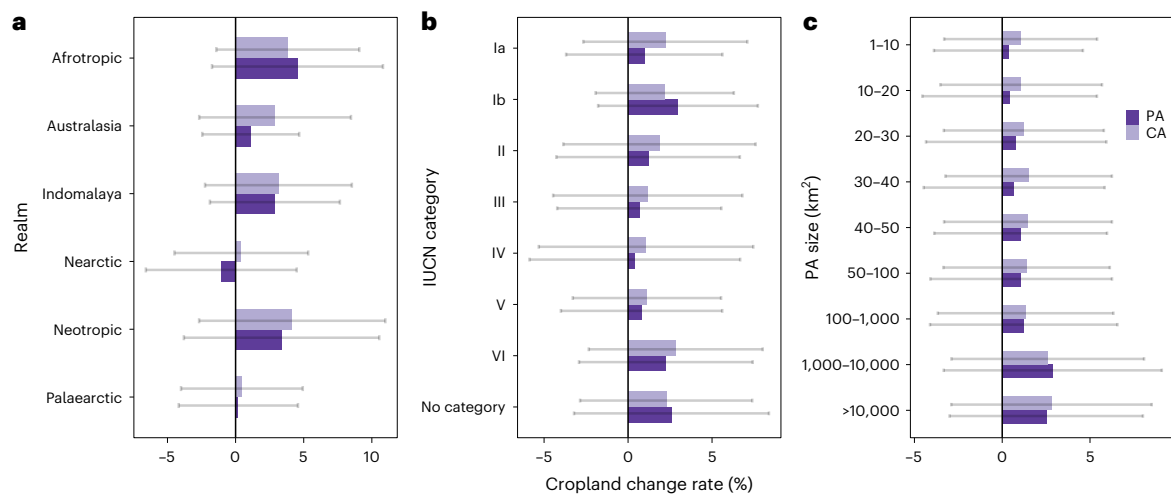 a
Realm
Afrotropic
Australasia
Indomalaya
Nearctic
Neotropic
Palaearctic
−5 0 5 10
b
IUCN category
Ia
Ib
II
III
IV
V
VI
No category
−5 0 5
Cropland change rate (%)
c
PA size (km²)
1–10
10–20
20–30
30–40
40–50
50–100
100–1,000
1,000–10,000
>10,000
−5 0 5
PA
CA